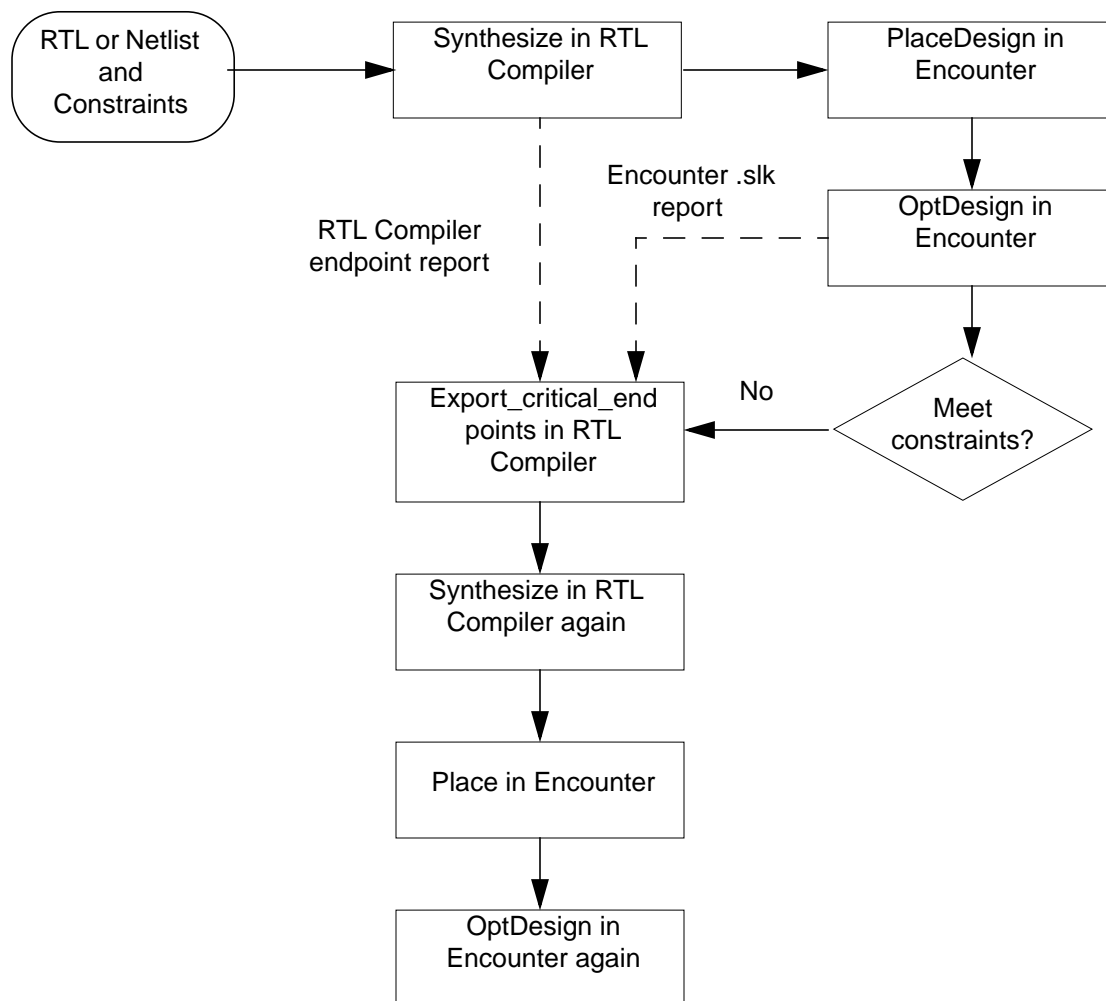 RTL or Netlist
and
Constraints
Synthesize in RTL
Compiler
PlaceDesign in
Encounter
Encounter .slk
report
OptDesign in
Encounter
RTL Compiler
endpoint report
Export_critical_end
points in RTL
Compiler
No
Meet
constraints?
Synthesize in RTL
Compiler again
Place in Encounter
OptDesign in
Encounter again